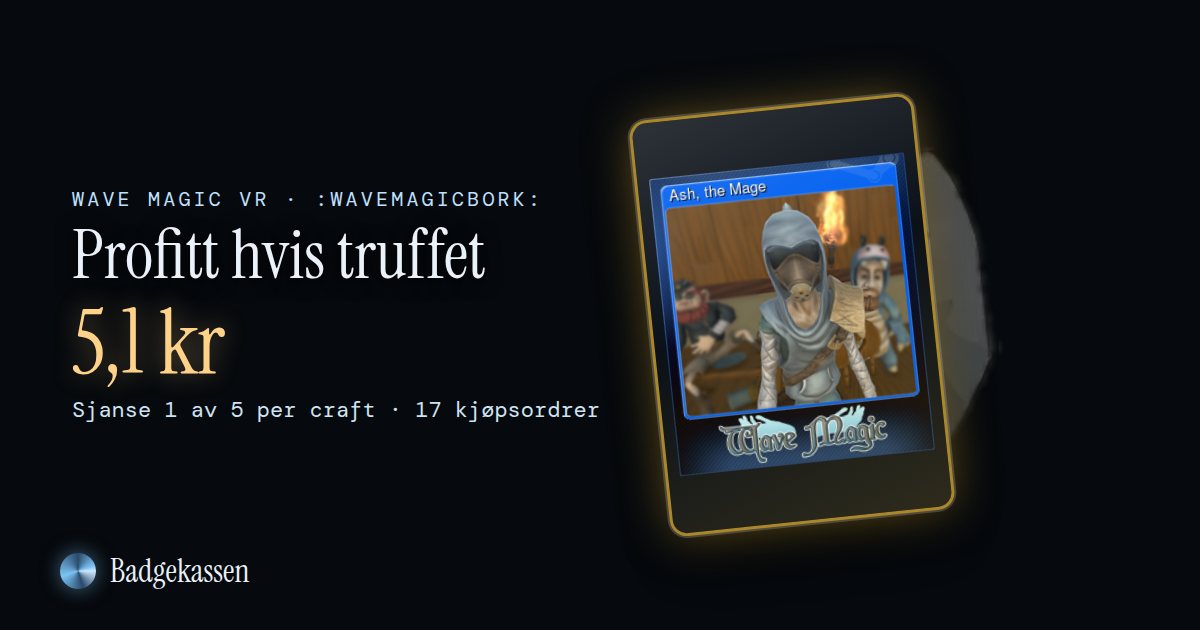 WAVE MAGIC VR · :WAVEMAGICBORK:
Profitt hvis truffet
5,1 kr
Sjanse 1 av 5 per craft · 17 kjøpsordrer
Ash, the Mage
Wave Magic
Badgekassen